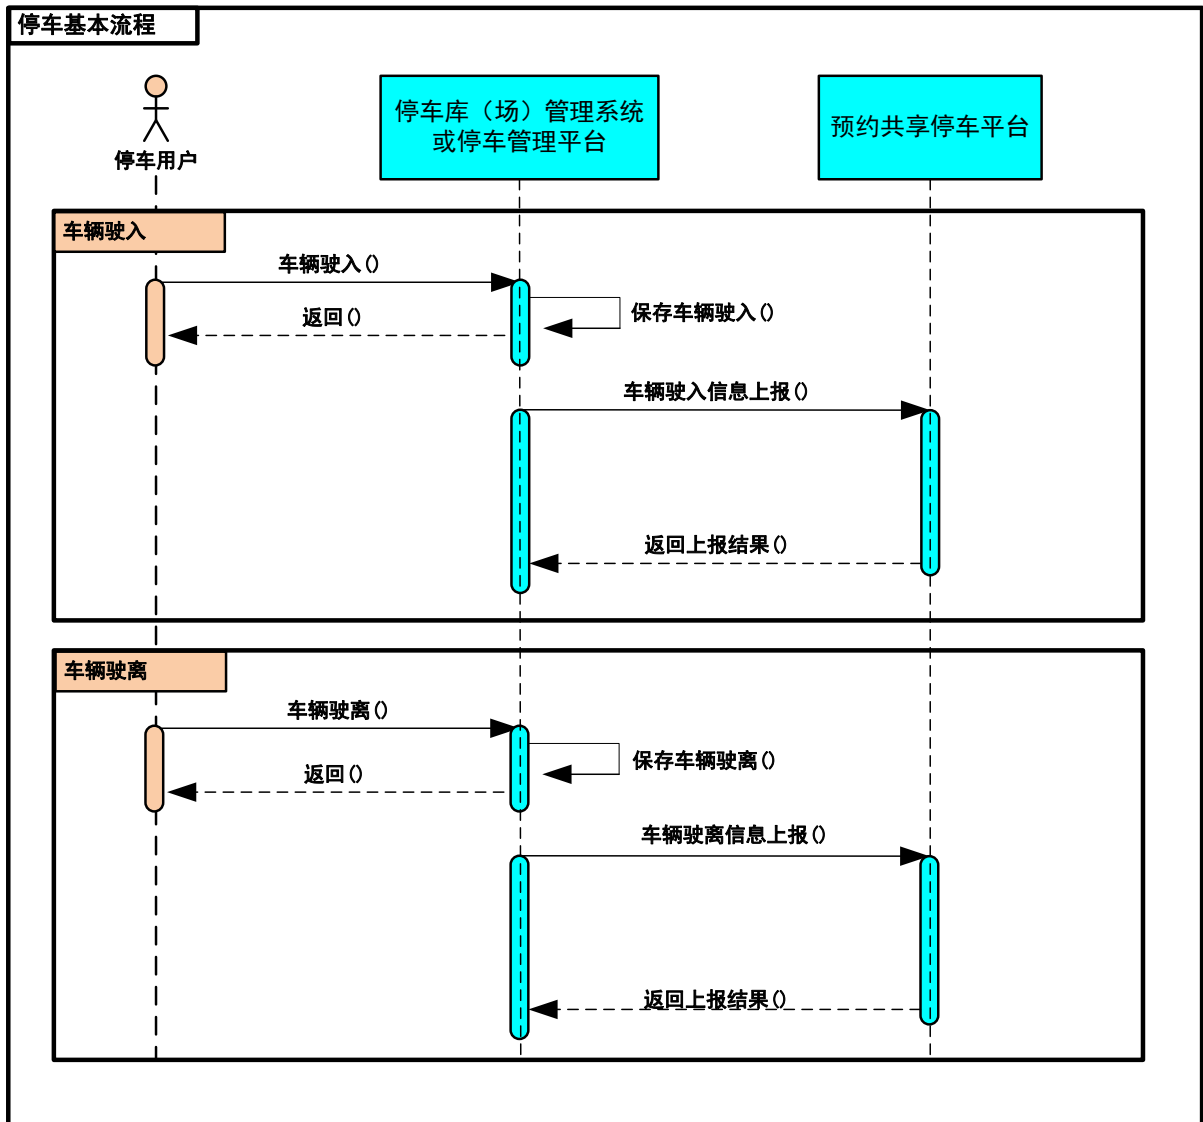 停车基本流程
停车用户
停车库（场）管理系统
或停车管理平台
预约共享停车平台
车辆驶入
车辆驶入()
保存车辆驶入()
返回()
车辆驶入信息上报()
返回上报结果()
车辆驶离
车辆驶离()
保存车辆驶离()
返回()
车辆驶离信息上报()
返回上报结果()